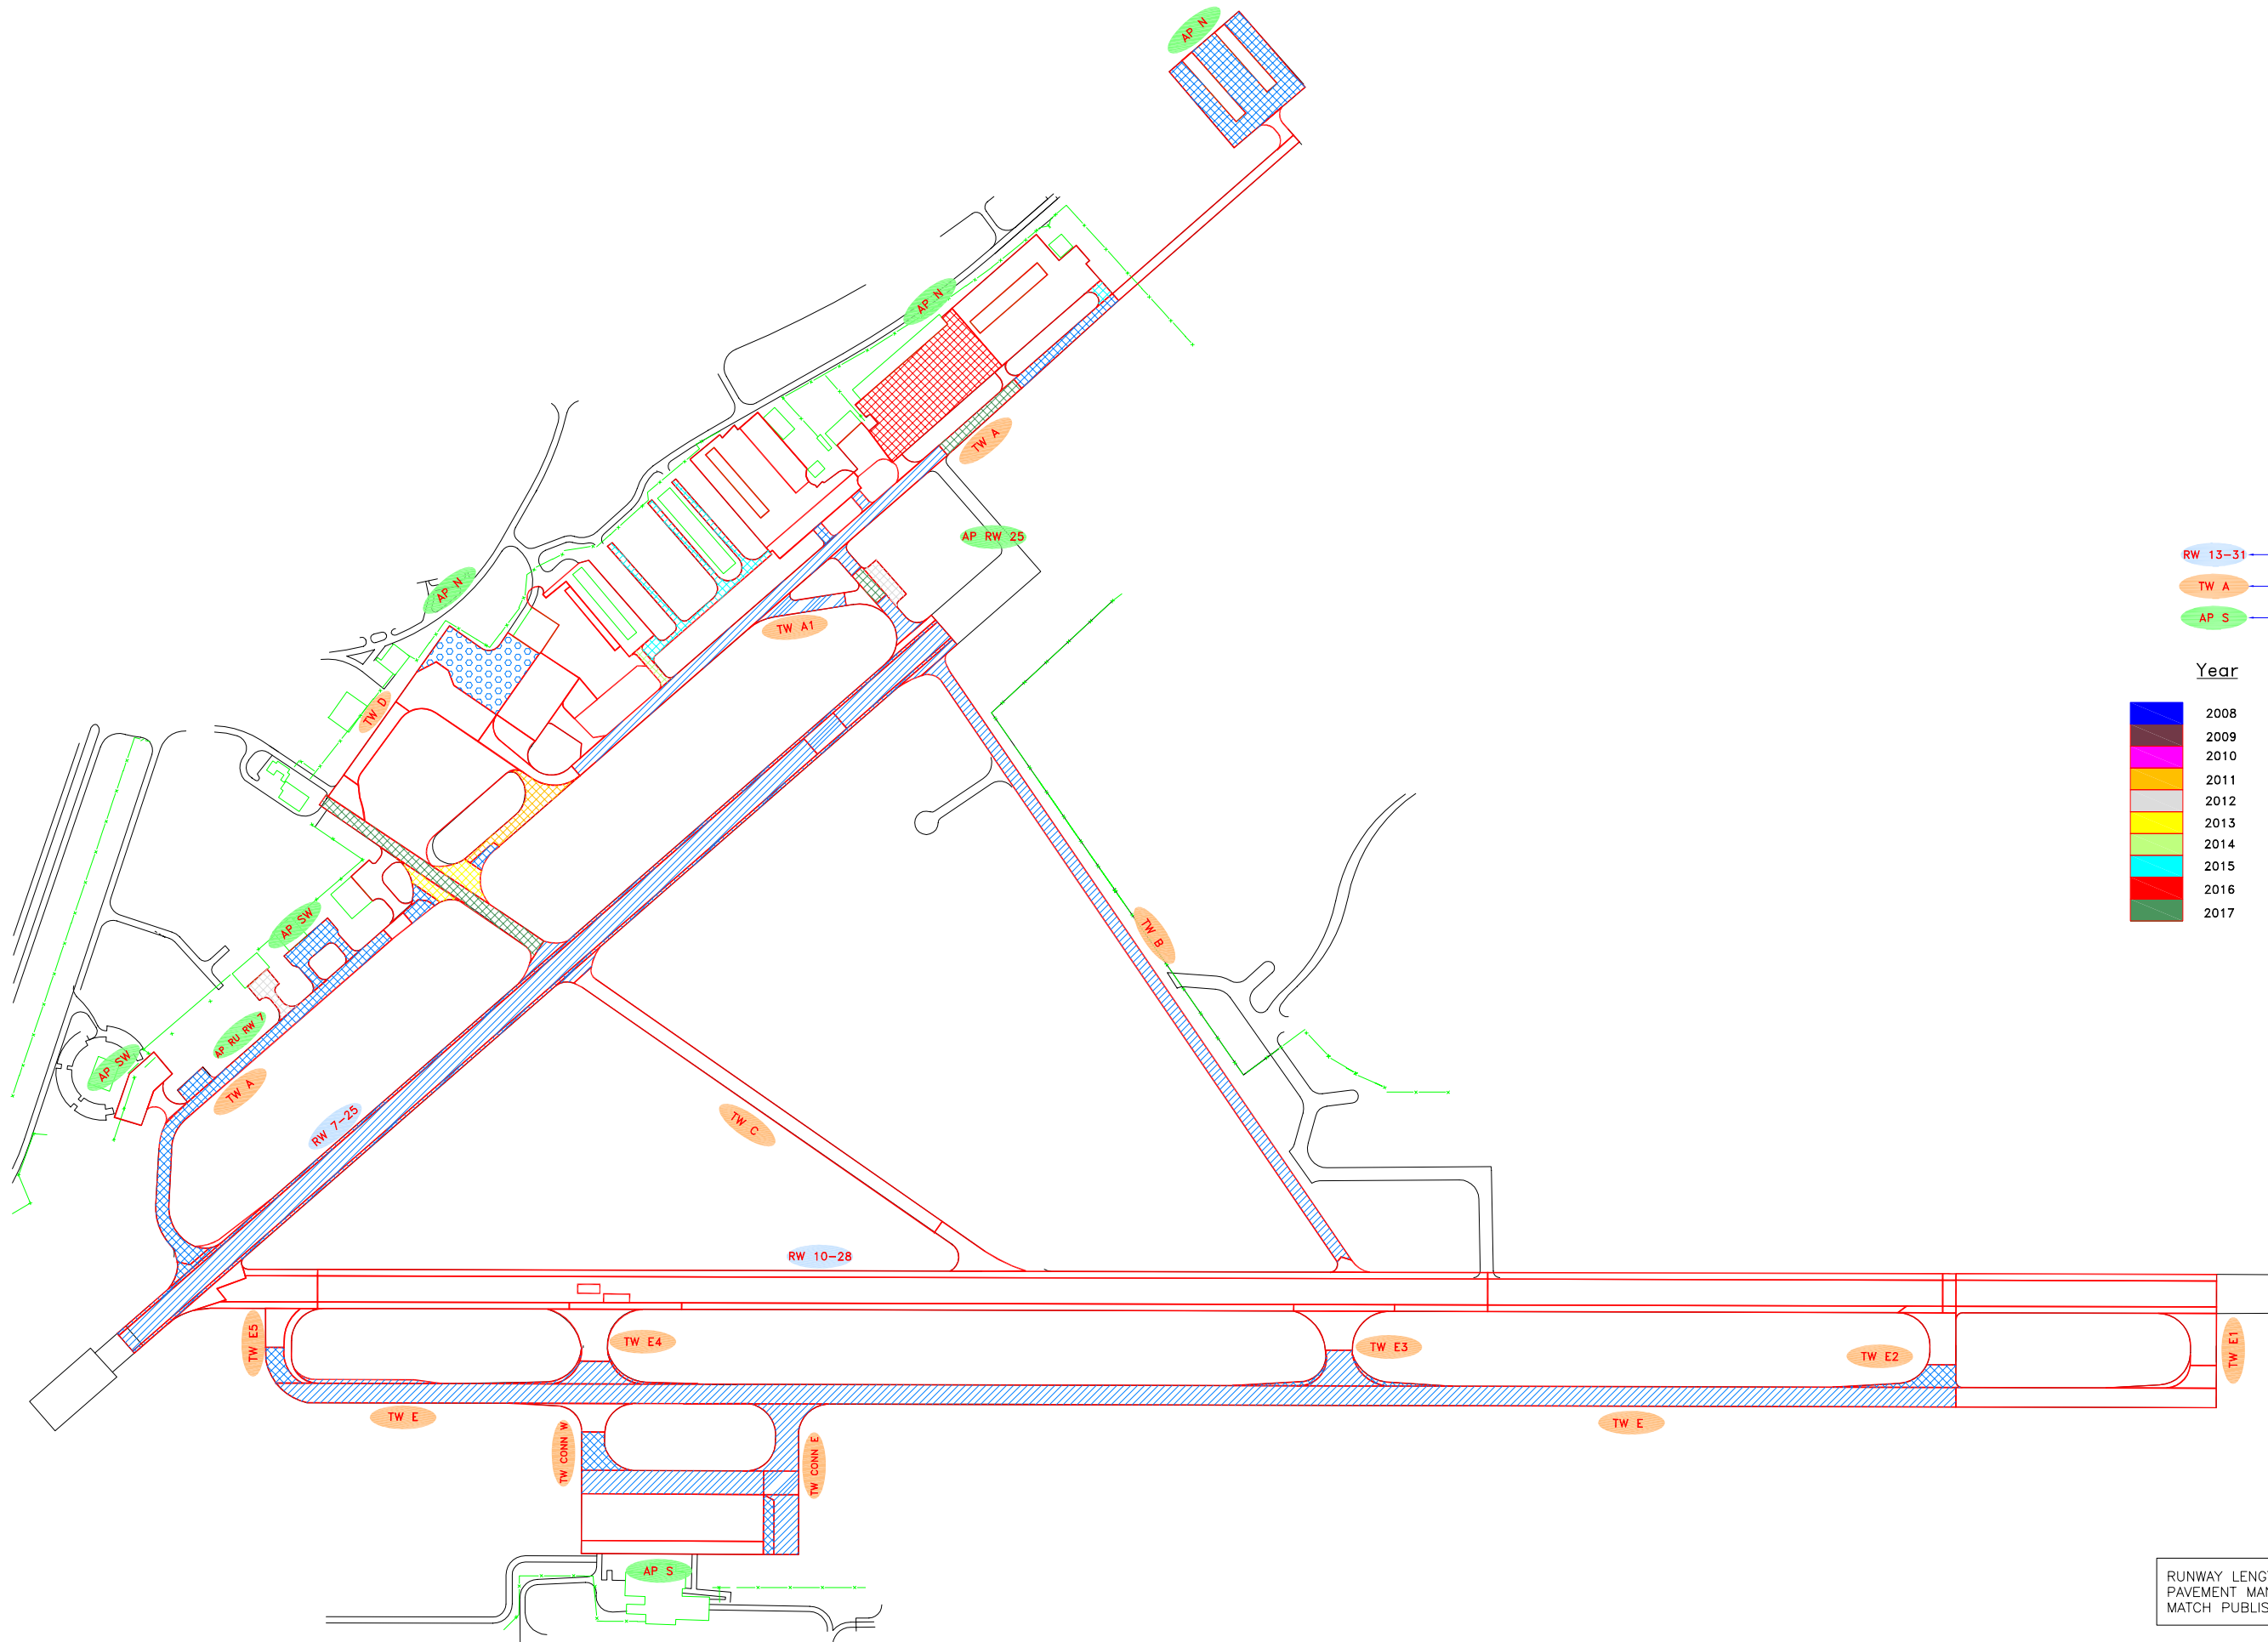 AP N
AP N
TW A
AP RW 25
RW 13-31
TW A
AP N
AP S
TW A1
Year
TW D
2008
2009
2010
2011
2012
2013
2014
2015
2016
2017
AP SW
TW B
AP RU RW 7
AP SW
TW A
RW 7-25
TW C
RW 10-28
TW E5
TW E4
TW E3
TW E2
TW E1
TW E
TW E
TW CONN W
TW CONN E
AP S
RUNWAY LENG
PAVEMENT MAN
MATCH PUBLIS